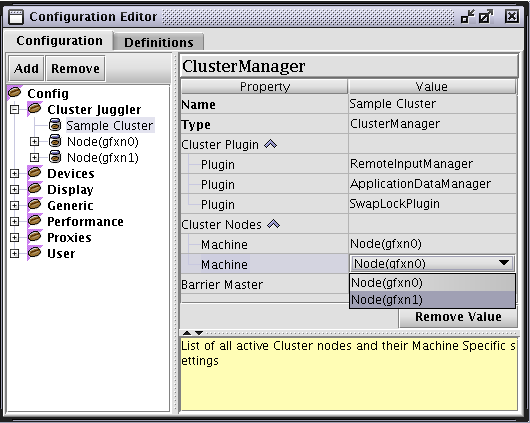 Configuration Editor
Configuration Definitions
Add Remove
Config
Cluster Juggler
Sample Cluster
Node(gfxn0)
Node(gfxn1)
Devices
Display
Generic
Performance
Proxies
User
ClusterManager
Property Value
Name Sample Cluster
Type ClusterManager
Cluster Plugin
Plugin RemoteInputManager
Plugin ApplicationDataManager
Plugin SwapLockPlugin
Cluster Nodes
Machine Node(gfxn0)
Machine Node(gfxn0)
Node(gfxn0)
Barrier Master
Node(gfxn1)
Remove Value
List of all active Cluster nodes and their Machine Specific s
ettings